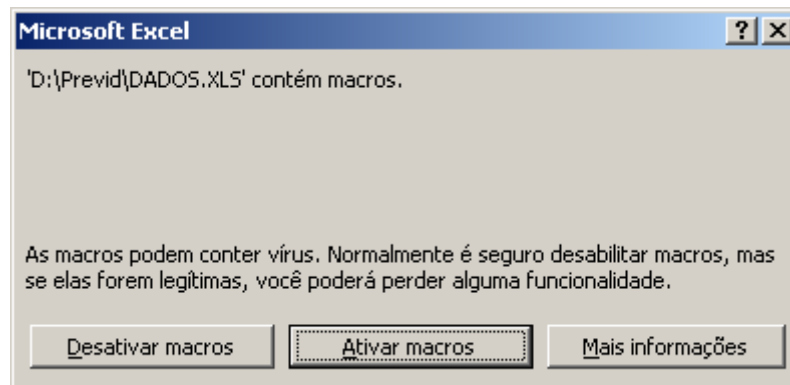 Microsoft Excel
'D:\Previd\DADOS.XLS' contém macros.
As macros podem conter vírus. Normalmente é seguro desabilitar macros, mas
se elas forem legítimas, você poderá perder alguma funcionalidade.
Desativar macros Ativar macros Mais informações